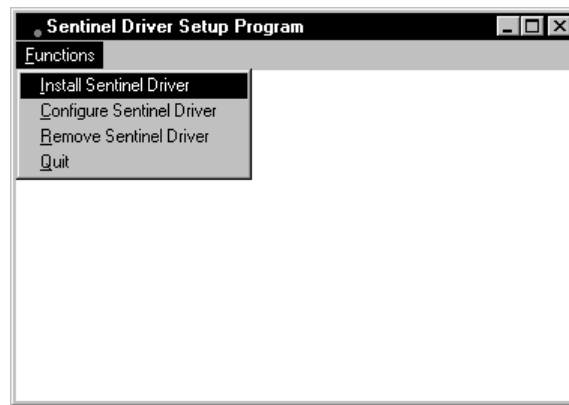 Sentinel Driver Setup Program
Functions
Install Sentinel Driver
Configure Sentinel Driver
Remove Sentinel Driver
Quit